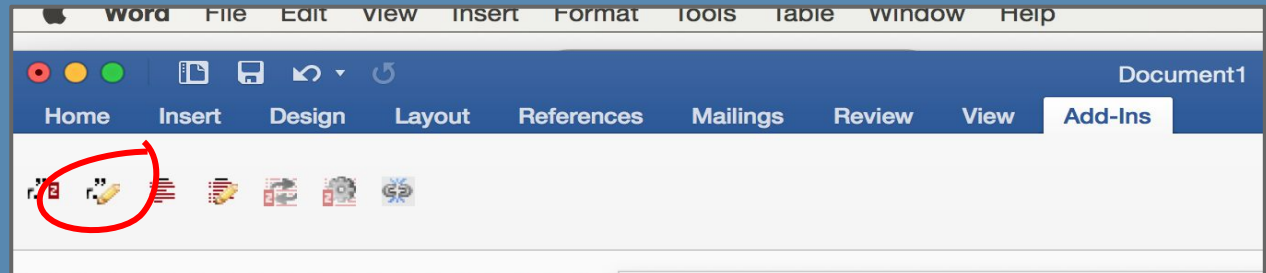 Word File Edit View Insert Format Tools Table Window Help
Document1
Home Insert Design Layout References Mailings Review View Add-Ins